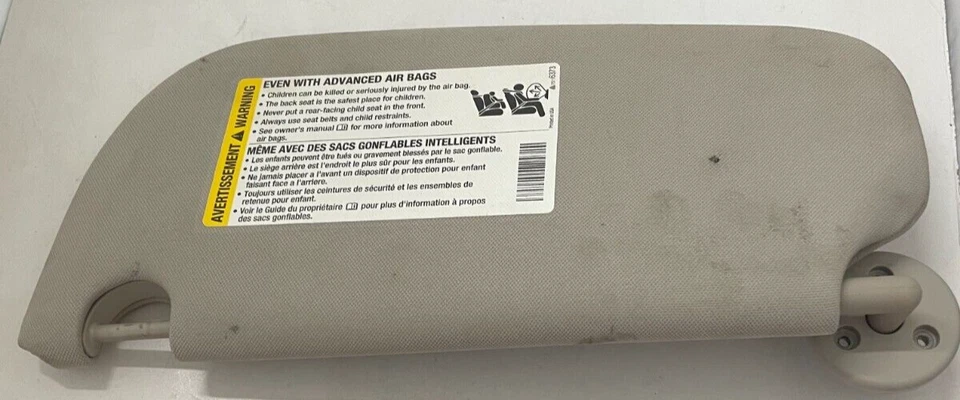 AVERTISSEMENT WARNING
EVEN WITH ADVANCED AIR BAGS
• Children can be killed or seriously injured by the air bag.
• The back seat is the safest place for children.
• Never put a rear-facing child seat in the front.
• Always use seat belts and child restraints.
• See owner's manual for more information about
air bags.
MÊME AVEC DES SACS GONFLABLES INTELLIGENTS
• Les enfants peuvent être tués ou gravement blessés par le sac gonflable.
• Le siège arrière est l'endroit le plus sûr pour les enfants.
• Ne jamais placer a l'avant un dispositif de protection pour enfant
faisant face a l'arriere.
• Toujours utiliser les ceintures de sécurité et les ensembles de
retenue pour enfant.
• Voir le Guide du propriétaire pour plus d'information à propos
des sacs gonflables.